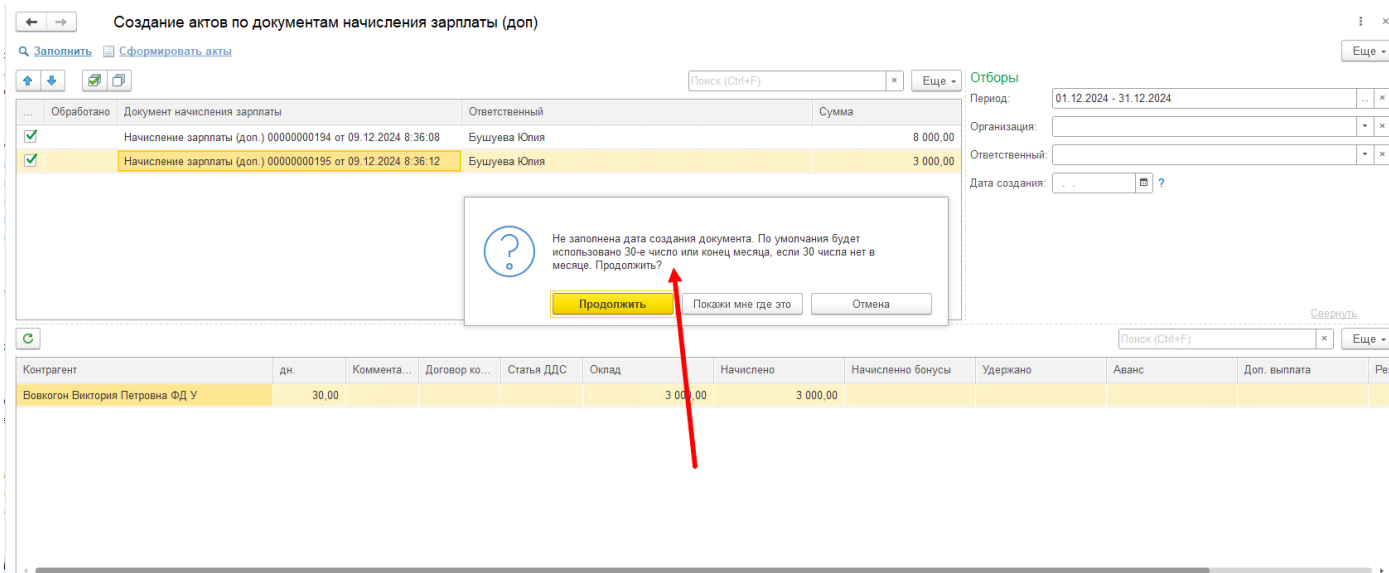 Создание актов по документам начисления зарплаты (доп)
Заполнить Сформировать акты Еще
Поиск (Ctrl+F) × Еще
... Обработано Документ начисления зарплаты Ответственный Сумма
Начисление зарплаты (доп.) 00000000194 от 09.12.2024 8:36:08 Бушуева Юлия 8 000,00
Начисление зарплаты (доп.) 00000000195 от 09.12.2024 8:36:12 Бушуева Юлия 3 000,00
Отборы
Период: 01.12.2024 - 31.12.2024 ... ×
Организация: ×
Ответственный: ×
Дата создания: . . ?
Не заполнена дата создания документа. По умолчания будет
использовано 30-е число или конец месяца, если 30 числа нет в
месяце. Продолжить?
Продолжить Покажи мне где это Отмена
Свернуть
Поиск (Ctrl+F) × Еще
Контрагент дн. Коммента... Договор ко... Статья ДДС Оклад Начислено Начисленно бонусы Удержано Аванс Доп. выплата Ре
Вовкогон Виктория Петровна ФД У 30,00 3 000,00 3 000,00